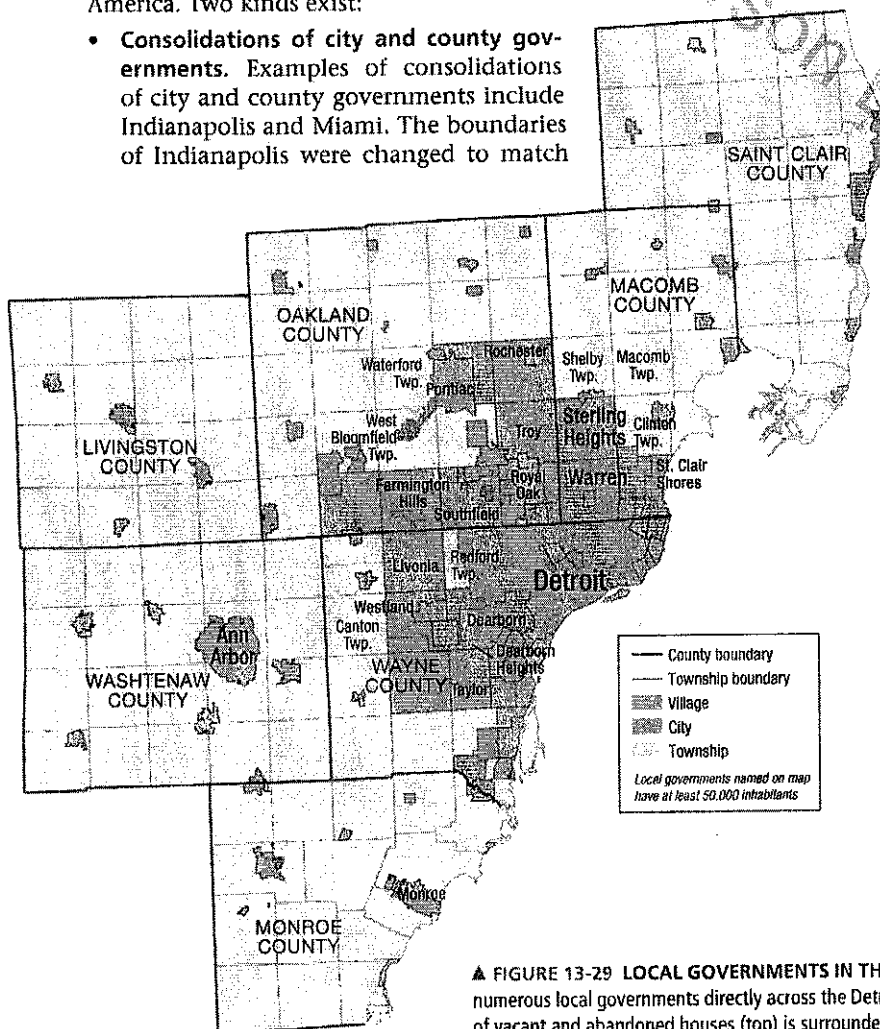 America. Two kinds exist:
• Consolidations of city and county gov-
ernments. Examples of consolidations
of city and county governments include
Indianapolis and Miami. The boundaries
of Indianapolis were changed to match
SAINT CLAIR
COUNTY
OAKLAND
COUNTY
MACOMB
COUNTY
Waterford
Twp.
Pontiac
Rochester
Shelby
Twp.
Macomb
Twp.
West
Bloomfield
Twp.
Troy
Sterling
Heights
Clinton
Twp.
LIVINGSTON
COUNTY
Farmington
Hills
Royal
Oak
Warren
St. Clair
Shores
Southfield
Livonia
Redford
Twp.
Detroit
Westland
Canton
Twp.
Dearborn
Dearborn
Heights
Ann
Arbor
WASHTENAW
COUNTY
WAYNE
COUNTY
Taylor
County boundary
Township boundary
Village
City
Township
Local governments named on map
have at least 50,000 inhabitants
Monroe
MONROE
COUNTY
▲ FIGURE 13-29 LOCAL GOVERNMENTS IN TH
numerous local governments directly across the Detr
of vacant and abandoned houses (top) is surrounde